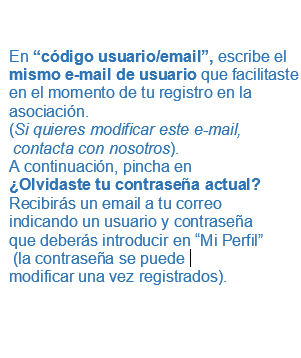 En “código usuario/email”, escribe el
mismo e-mail de usuario que facilitaste
en el momento de tu registro en la
asociación.
(Si quieres modificar este e-mail,
contacta con nosotros).
A continuación, pincha en
¿Olvidaste tu contraseña actual?
Recibirás un email a tu correo
indicando un usuario y contraseña
que deberás introducir en “Mi Perfil”
(la contraseña se puede
modificar una vez registrados).